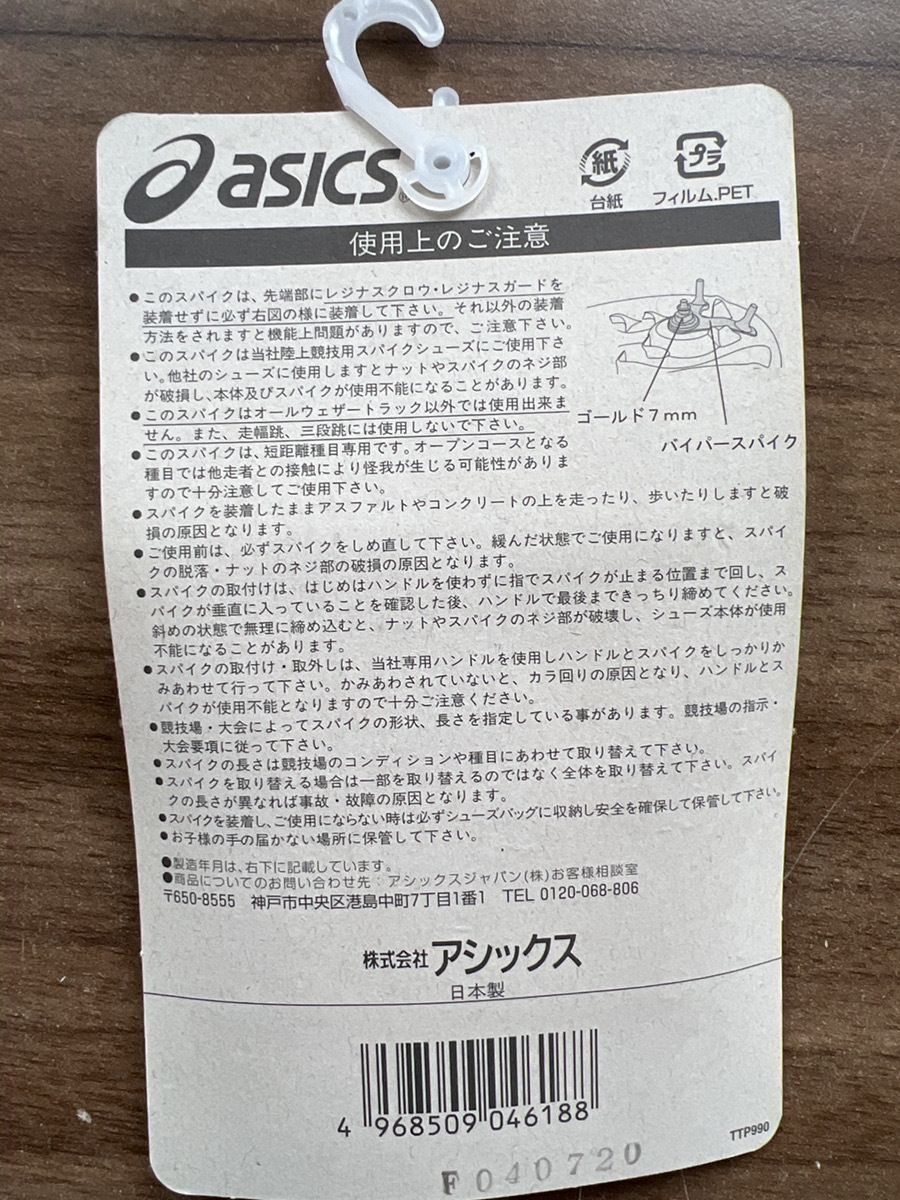 asics
紙
プラ
台紙
フィルム.PET
使用上のご注意
●このスパイクは、先端部にレジナスクロウ・レジナスガードを
装着せずに必ず右図の様に装着して下さい。それ以外の装着
方法をされますと機能上問題がありますので、ご注意下さい。
●このスパイクは当社陸上競技用スパイクシューズにご使用下さ
い。他社のシューズに使用しますとナットやスパイクのネジ部
が破損し、本体及びスパイクが使用不能になることがあります。
●このスパイクはオールウェザートラック以外では使用出来ま
せん。また、走幅跳、三段跳には使用しないで下さい。
●このスパイクは、短距離種目専用です。オープンコースとなる
種目では他走者との接触により怪我が生じる可能性がありま
すので十分注意してご使用下さい。
ゴールド7mm
バイパースパイク
●スパイクを装着したままアスファルトやコンクリートの上を走ったり、歩いたりしますと破
損の原因となります。
●ご使用前は、必ずスパイクをしめ直して下さい。緩んだ状態でご使用になりますと、スパイ
クの脱落・ナットのネジ部の破損の原因となります。
●スパイクの取付けは、はじめはハンドルを使わずに指でスパイクが止まる位置まで回し、ス
パイクが垂直に入っていることを確認した後、ハンドルで最後まできっちり締めてください。
斜めの状態で無理に締め込むと、ナットやスパイクのネジ部が破壊し、シューズ本体が使用
不能になることがあります。
●スパイクの取付け・取外しは、当社専用ハンドルを使用しハンドルとスパイクをしっかりか
みあわせて行って下さい。かみあわされていないと、カラ回りの原因となり、ハンドルとス
パイクが使用不能となりますので十分ご注意ください。
●競技場・大会によってスパイクの形状、長さを指定している事があります。競技場の指示・
大会要項に従って下さい。
●スパイクの長さは競技場のコンディションや種目にあわせて取り替えて下さい。
●スパイクを取り替える場合は一部を取り替えるのではなく全体を取り替えて下さい。スパイ
クの長さが異なれば事故・故障の原因となります。
●スパイクを装着し、ご使用にならない時は必ずシューズバッグに収納し安全を確保して保管して下さい。
●お子様の手の届かない場所に保管して下さい。
●製造年月は、右下に記載しています。
●商品についてのお問い合わせ先：アシックスジャパン(株)お客様相談室
〒650-8555 神戸市中央区港島中町7丁目1番1 TEL 0120-068-806
株式会社アシックス
日本製
4 968509 046188
TTP990
F040720